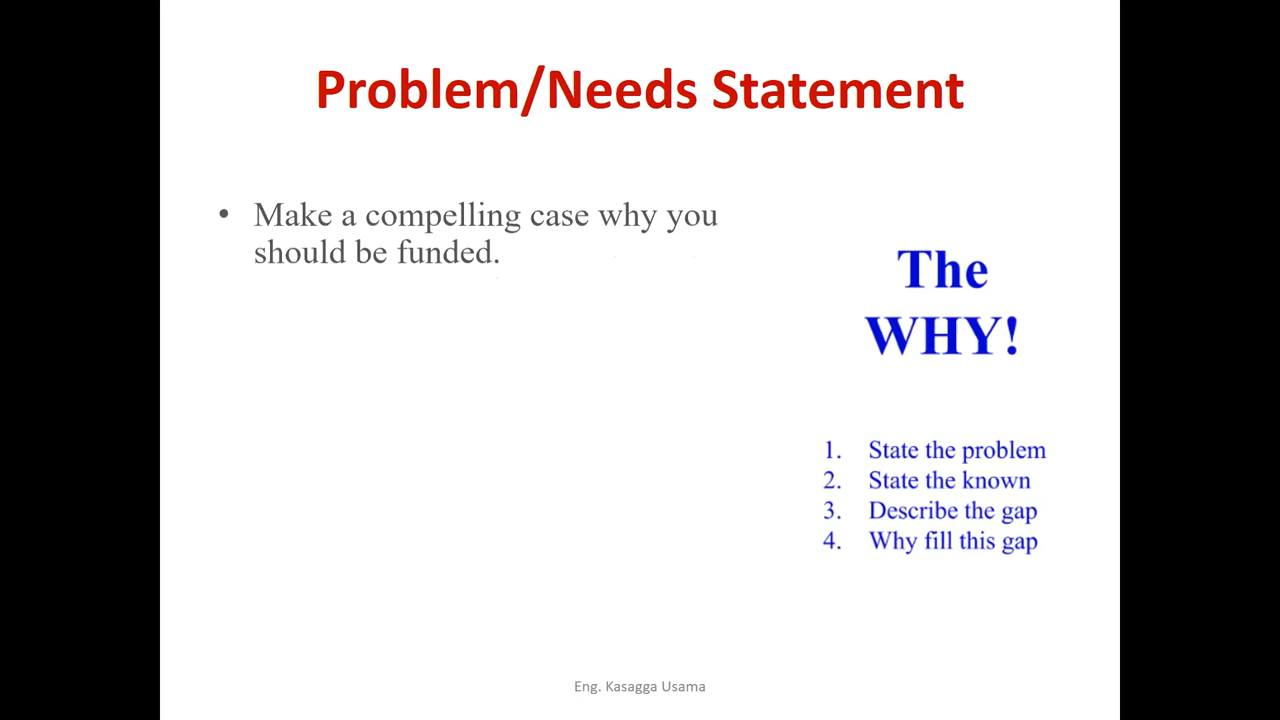 Problem/Needs Statement
• Make a compelling case why you
should be funded.
The
WHY!
1. State the problem
2. State the known
3. Describe the gap
4. Why fill this gap
Eng. Kasagga Usama